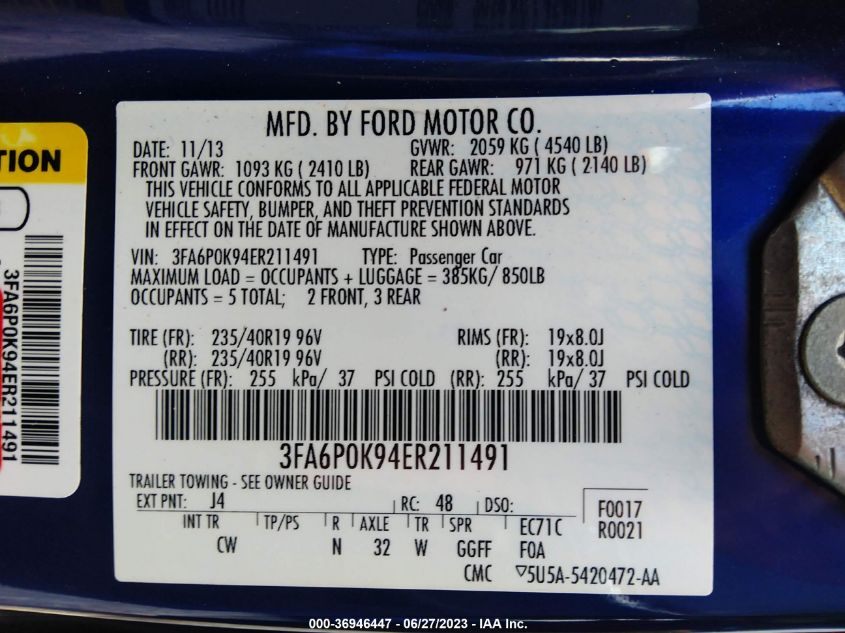 MFD. BY FORD MOTOR CO.
DATE: 11/13 GVWR: 2059 KG ( 4540 LB)
FRONT GAWR: 1093 KG ( 2410 LB) REAR GAWR: 971 KG ( 2140 LB)
THIS VEHICLE CONFORMS TO ALL APPLICABLE FEDERAL MOTOR
VEHICLE SAFETY, BUMPER, AND THEFT PREVENTION STANDARDS
IN EFFECT ON THE DATE OF MANUFACTURE SHOWN ABOVE.
VIN: 3FA6P0K94ER211491 TYPE: Passenger Car
MAXIMUM LOAD = OCCUPANTS + LUGGAGE = 385KG/ 850LB
OCCUPANTS = 5 TOTAL; 2 FRONT, 3 REAR
TIRE (FR): 235/40R19 96V RIMS (FR): 19x8.0J
(RR): 235/40R19 96V (RR): 19x8.0J
PRESSURE (FR): 255 kPa/ 37 PSI COLD (RR): 255 kPa/ 37 PSI COLD
3FA6P0K94ER211491
TRAILER TOWING - SEE OWNER GUIDE
EXT PNT: J4 RC: 48 DSO: F0017
R0021
INT TR TP/PS R AXLE TR SPR EC71C
CW N 32 W GGFF F0A
CMC ▽5U5A-5420472-AA
TION
3FA6P0K94ER211491
000-36946447 - 06/27/2023 - IAA Inc.